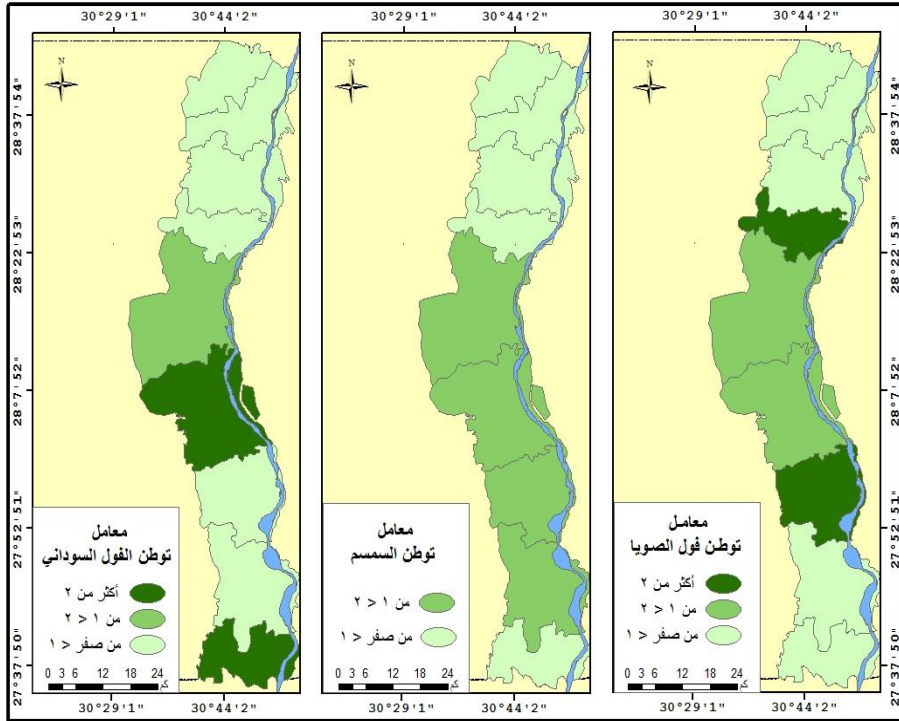 30°29'1" 30°44'2" 30°29'1" 30°44'2" 30°29'1" 30°44'2"
28°37'54"
28°22'53"
28°7'52"
27°52'51"
27°37'50"
N
معامل
توطن الفول السوداني
أكثر من ٢
من ١ < ٢
من صفر < ١
0 3 6 12 18 24
كم
N
معامل
توطن السمسم
من ١ < ٢
من صفر < ١
0 3 6 12 18 24
كم
N
معامل
توطن فول الصويا
أكثر من ٢
من ١ < ٢
من صفر < ١
0 3 6 12 18 24
كم
28°37'54"
28°22'53"
28°7'52"
27°52'51"
27°37'50"
30°29'1" 30°44'2" 30°29'1" 30°44'2" 30°29'1" 30°44'2"